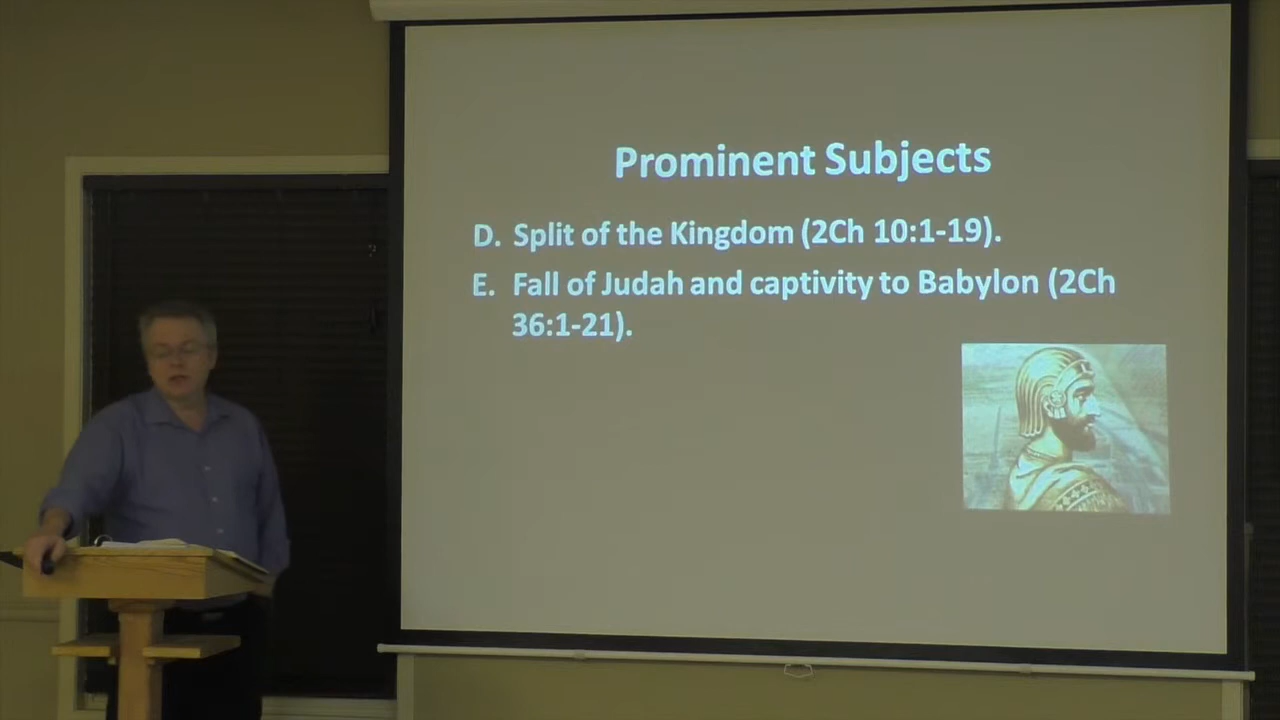 Prominent Subjects
D. Split of the Kingdom (2Ch 10:1-19).
E. Fall of Judah and captivity to Babylon (2Ch
36:1-21).